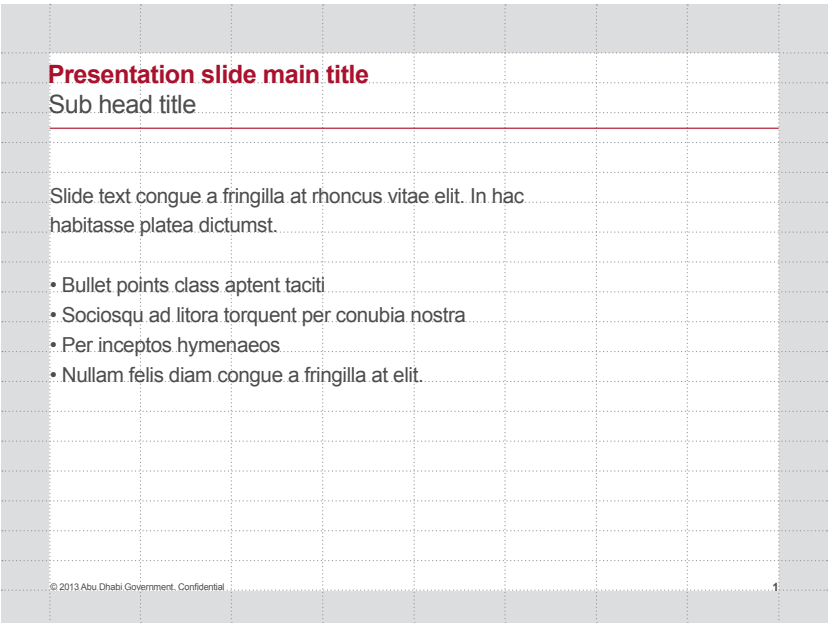 Presentation slide main title
Sub head title
Slide text congue a fringilla at rhoncus vitae elit. In hac
habitasse platea dictumst.
• Bullet points class aptent taciti
• Sociosqu ad litora torquent per conubia nostra
• Per inceptos hymenaeos
• Nullam felis diam congue a fringilla at elit.
© 2013 Abu Dhabi Government. Confidential
1